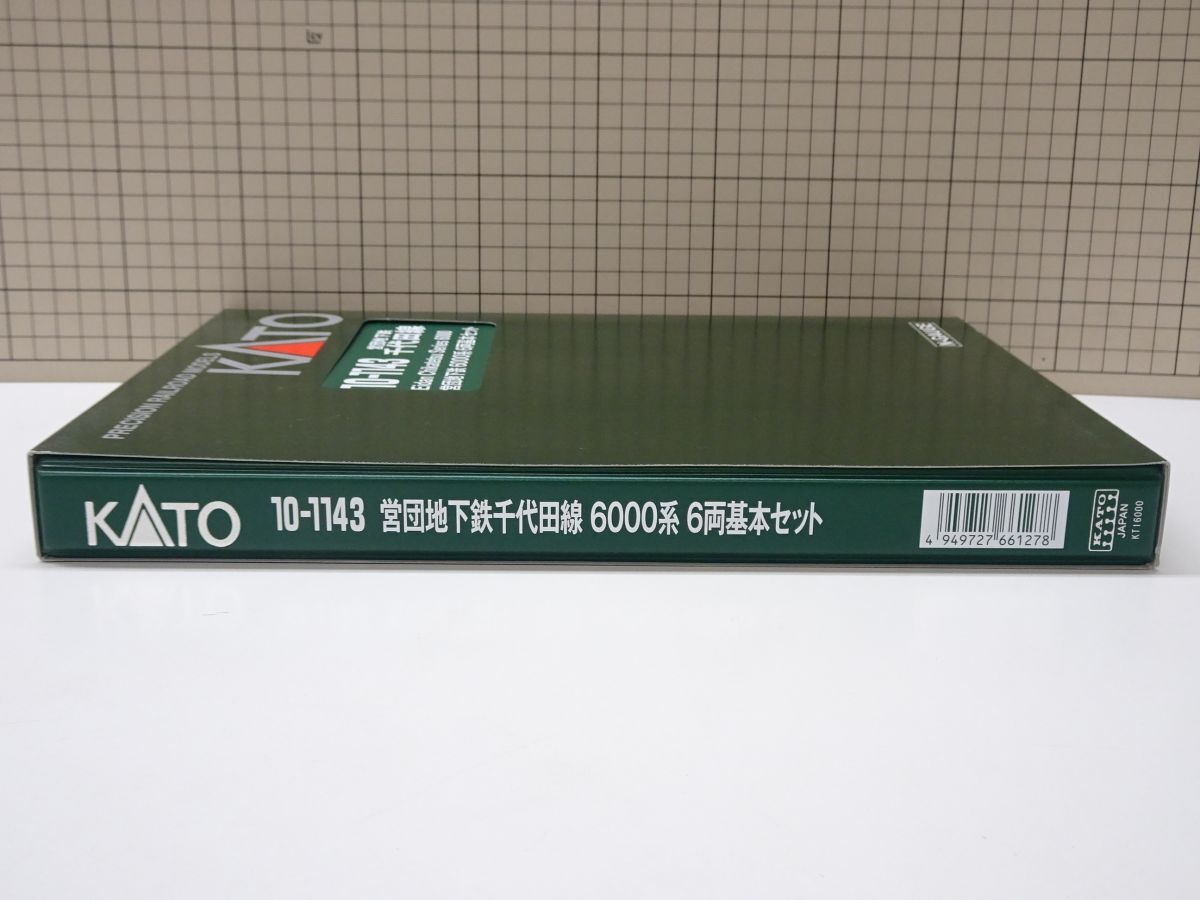 PRECISION RAILROAD MODELS
KATO
10-1143 千代田線
営団地下鉄 6000系 6両基本セット
KATO
10-1143 営団地下鉄千代田線 6000系 6両基本セット
4 949727 661278
KATO
JAPAN
KT16000